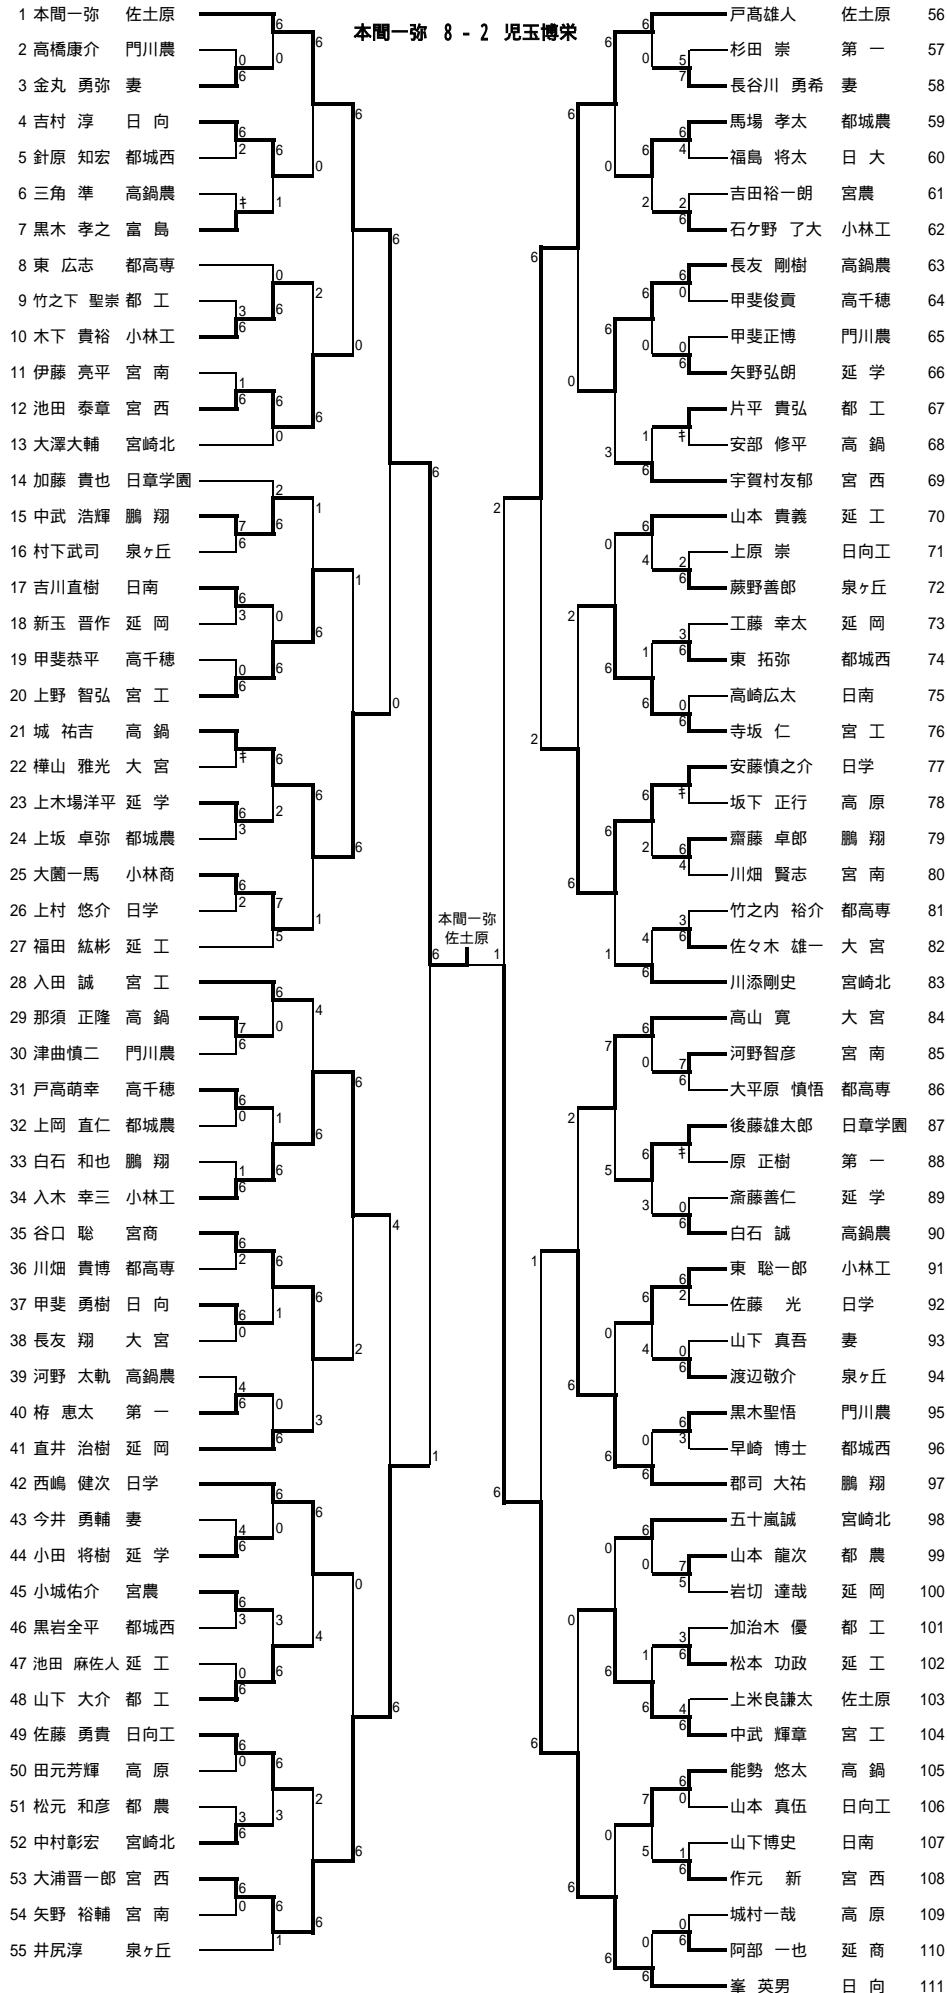 本間一弥 8 - 2 児玉博栄
1 本間一弥 佐土原
2 高橋康介 門川農
3 金丸 勇弥 妻
4 吉村 淳 日 向
5 針原 知宏 都城西
6 三角 準 高鍋農
7 黒木 孝之 富 島
8 東 広志 都高専
9 竹之下 聖崇 都 工
10 木下 貴裕 小林工
11 伊藤 亮平 宮 南
12 池田 泰章 宮 西
13 大澤大輔 宮崎北
14 加藤 貴也 日章学園
15 中武 浩輝 鵬 翔
16 村下武司 泉ヶ丘
17 吉川直樹 日南
18 新玉 晋作 延 岡
19 甲斐恭平 高千穂
20 上野 智弘 宮 工
21 城 祐吉 高 鍋
22 樺山 雅光 大 宮
23 上木場洋平 延 学
24 上坂 卓弥 都城農
25 大薗一馬 小林商
26 上村 悠介 日学
27 福田 紘彬 延 工
28 入田 誠 宮 工
29 那須 正隆 高 鍋
30 津曲慎二 門川農
31 戸高萌幸 高千穂
32 上岡 直仁 都城農
33 白石 和也 鵬 翔
34 入木 幸三 小林工
35 谷口 聡 宮商
36 川畑 貴博 都高専
37 甲斐 勇樹 日 向
38 長友 翔 大 宮
39 河野 太軌 高鍋農
40 栫 恵太 第 一
41 直井 治樹 延 岡
42 西嶋 健次 日学
43 今井 勇輔 妻
44 小田 将樹 延 学
45 小城佑介 宮農
46 黒岩全平 都城西
47 池田 麻佐人 延 工
48 山下 大介 都 工
49 佐藤 勇貴 日向工
50 田元芳輝 高 原
51 松元 和彦 都 農
52 中村彰宏 宮崎北
53 大浦晋一郎 宮 西
54 矢野 裕輔 宮 南
55 井尻淳 泉ヶ丘
本間一弥
佐土原
戸髙雄人 佐土原 56
杉田 崇 第 一 57
長谷川 勇希 妻 58
馬場 孝太 都城農 59
福島 将太 日 大 60
吉田裕一朗 宮農 61
石ケ野 了大 小林工 62
長友 剛樹 高鍋農 63
甲斐俊貢 高千穂 64
甲斐正博 門川農 65
矢野弘朗 延 学 66
片平 貴弘 都 工 67
安部 修平 高 鍋 68
宇賀村友郁 宮 西 69
山本 貴義 延 工 70
上原 崇 日向工 71
蕨野善郎 泉ヶ丘 72
工藤 幸太 延 岡 73
東 拓弥 都城西 74
高崎広太 日南 75
寺坂 仁 宮 工 76
安藤慎之介 日学 77
坂下 正行 高 原 78
齋藤 卓郎 鵬 翔 79
川畑 賢志 宮 南 80
竹之内 裕介 都高専 81
佐々木 雄一 大 宮 82
川添剛史 宮崎北 83
高山 寛 大 宮 84
河野智彦 宮 南 85
大平原 慎悟 都高専 86
後藤雄太郎 日章学園 87
原 正樹 第 一 88
斎藤善仁 延 学 89
白石 誠 高鍋農 90
東 聡一郎 小林工 91
佐藤 光 日学 92
山下 真吾 妻 93
渡辺敬介 泉ヶ丘 94
黒木聖悟 門川農 95
早崎 博士 都城西 96
郡司 大祐 鵬 翔 97
五十嵐誠 宮崎北 98
山本 龍次 都 農 99
岩切 達哉 延 岡 100
加治木 優 都 工 101
松本 功政 延 工 102
上米良謙太 佐土原 103
中武 輝章 宮 工 104
能勢 悠太 高 鍋 105
山本 真伍 日向工 106
山下博史 日南 107
作元 新 宮 西 108
城村一哉 高 原 109
阿部 一也 延 商 110
峯 英男 日 向 111